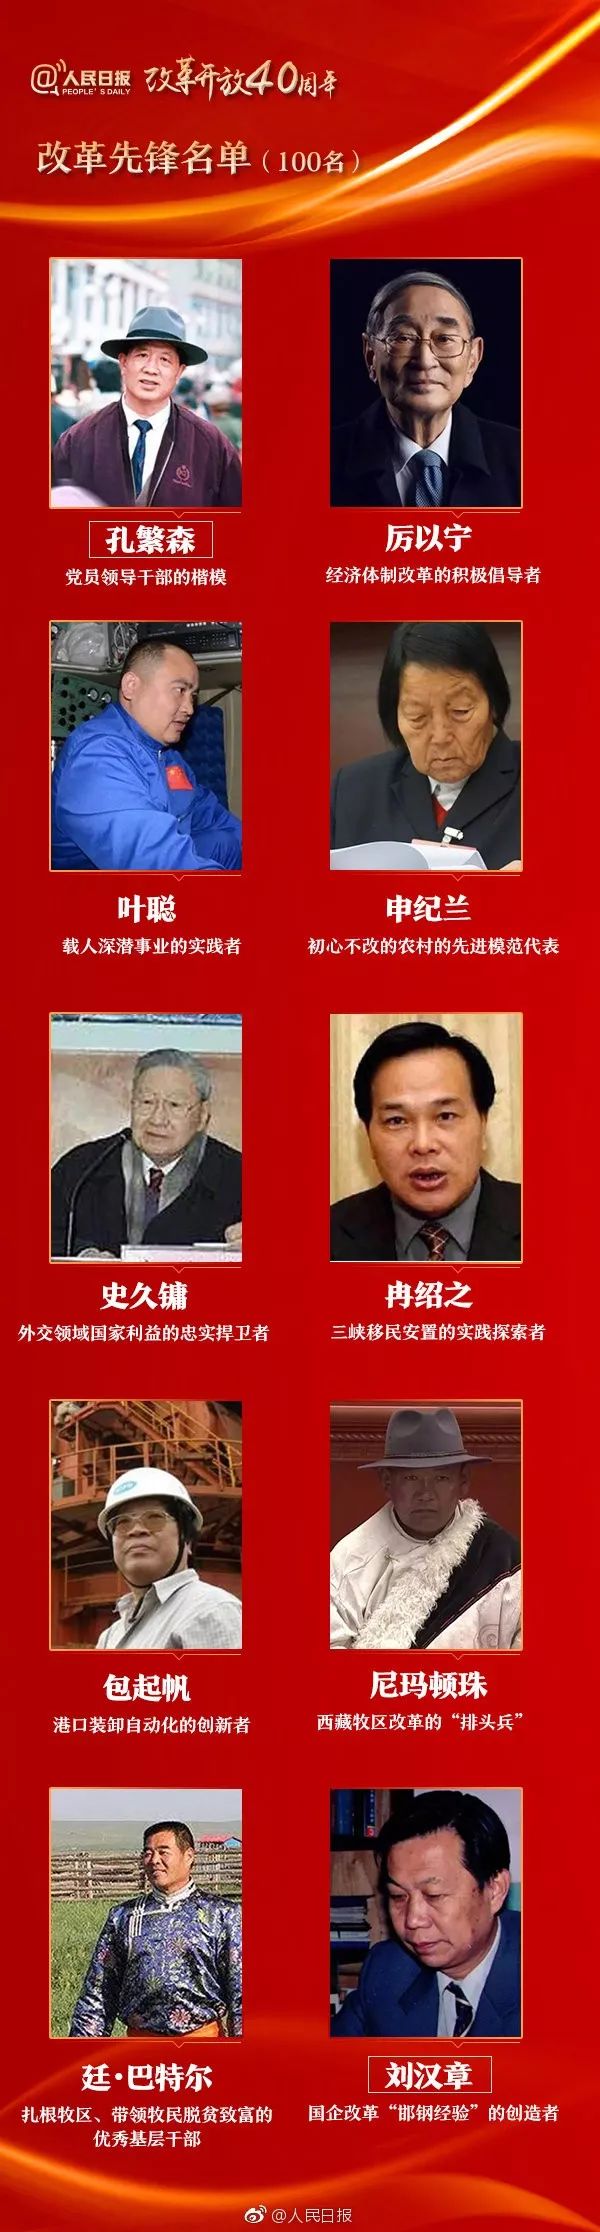 @人民日报 改革开放40周年
PEOPLE'S DAILY
改革先锋名单（100名）
孔繁森
党员领导干部的楷模
厉以宁
经济体制改革的积极倡导者
叶聪
载人深潜事业的实践者
申纪兰
初心不改的农村的先进模范代表
史久镛
外交领域国家利益的忠实捍卫者
冉绍之
三峡移民安置的实践探索者
包起帆
港口装卸自动化的创新者
尼玛顿珠
西藏牧区改革的“排头兵”
廷·巴特尔
扎根牧区、带领牧民脱贫致富的
优秀基层干部
刘汉章
国企改革“邯钢经验”的创造者
@人民日报